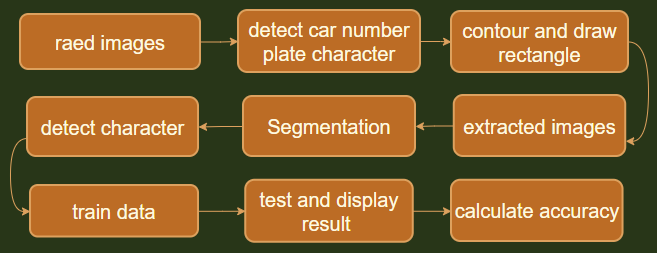 raed images
detect car number
plate character
contour and draw
rectangle
extracted images
Segmentation
detect character
train data
test and display
result
calculate accuracy